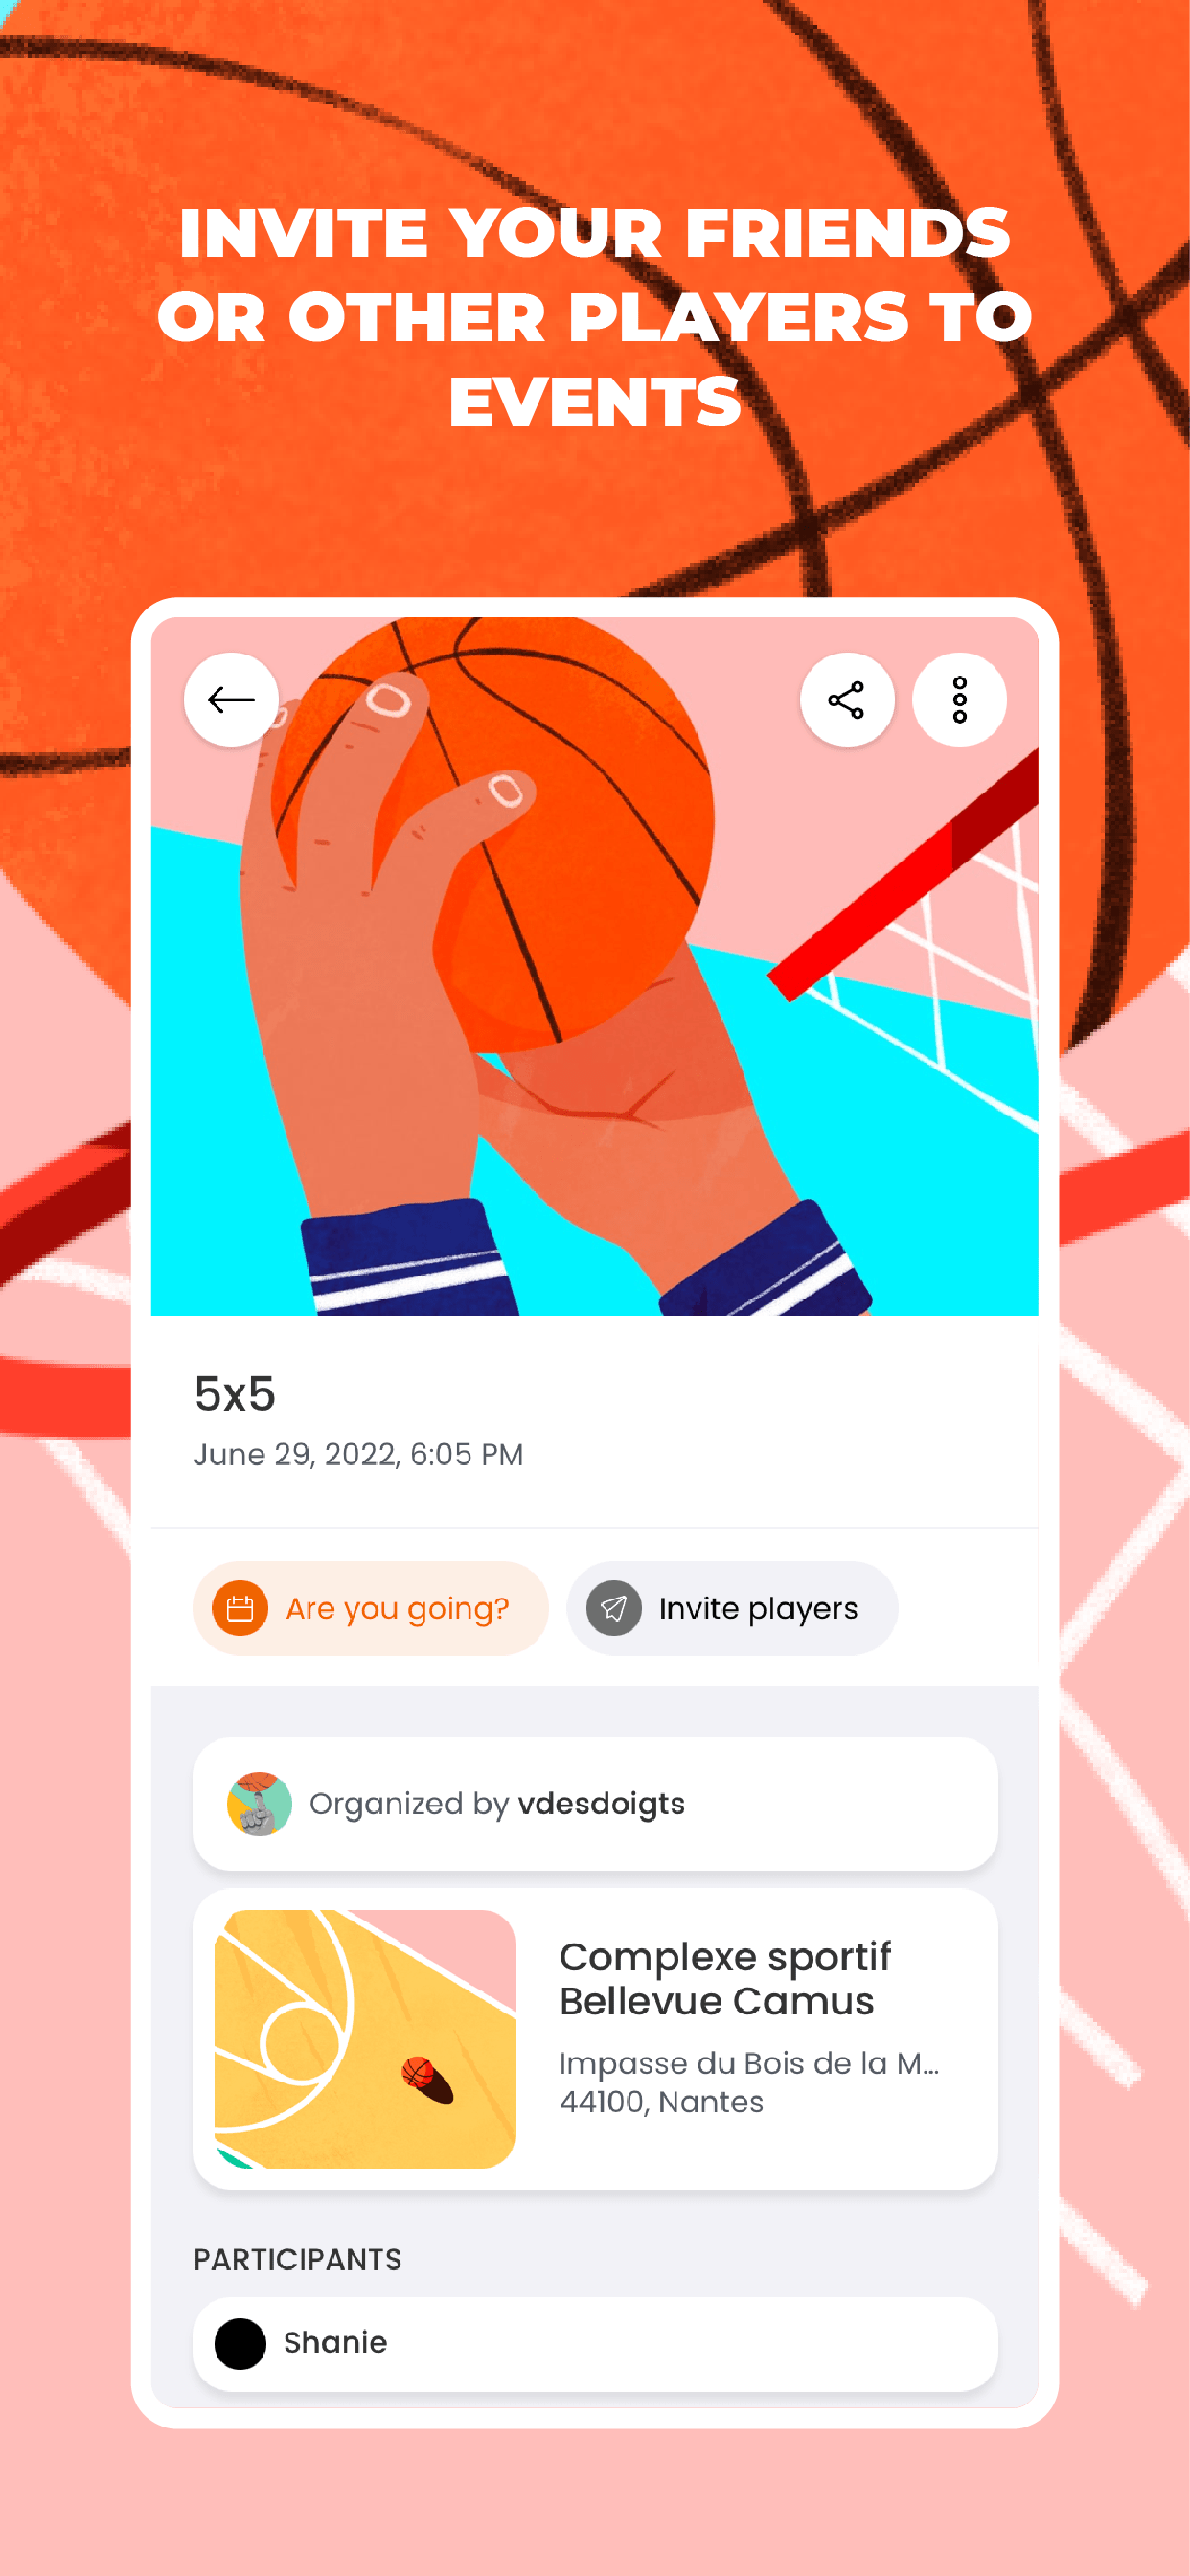 INVITE YOUR FRIENDS
OR OTHER PLAYERS TO
EVENTS
5x5
June 29, 2022, 6:05 PM
Are you going?
Invite players
Organized by vdesdoigts
Complexe sportif
Bellevue Camus
Impasse du Bois de la M...
44100, Nantes
PARTICIPANTS
Shanie